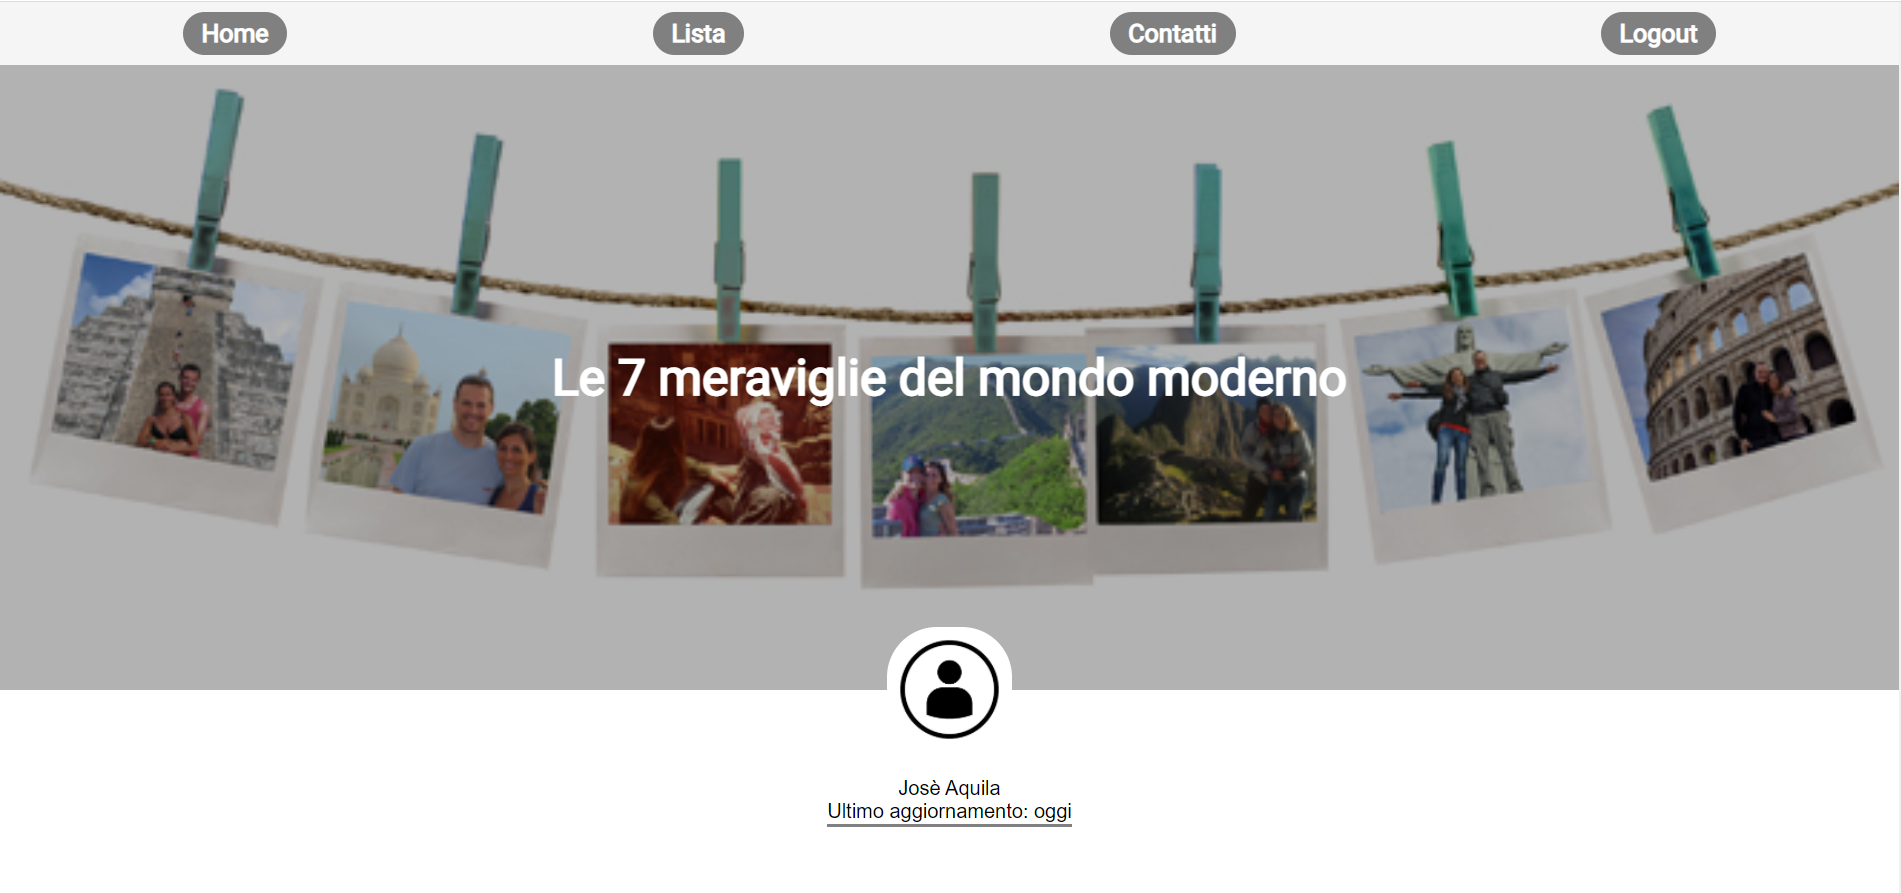 Home
Lista
Contatti
Logout
Le 7 meraviglie del mondo moderno
Josè Aquila
Ultimo aggiornamento: oggi